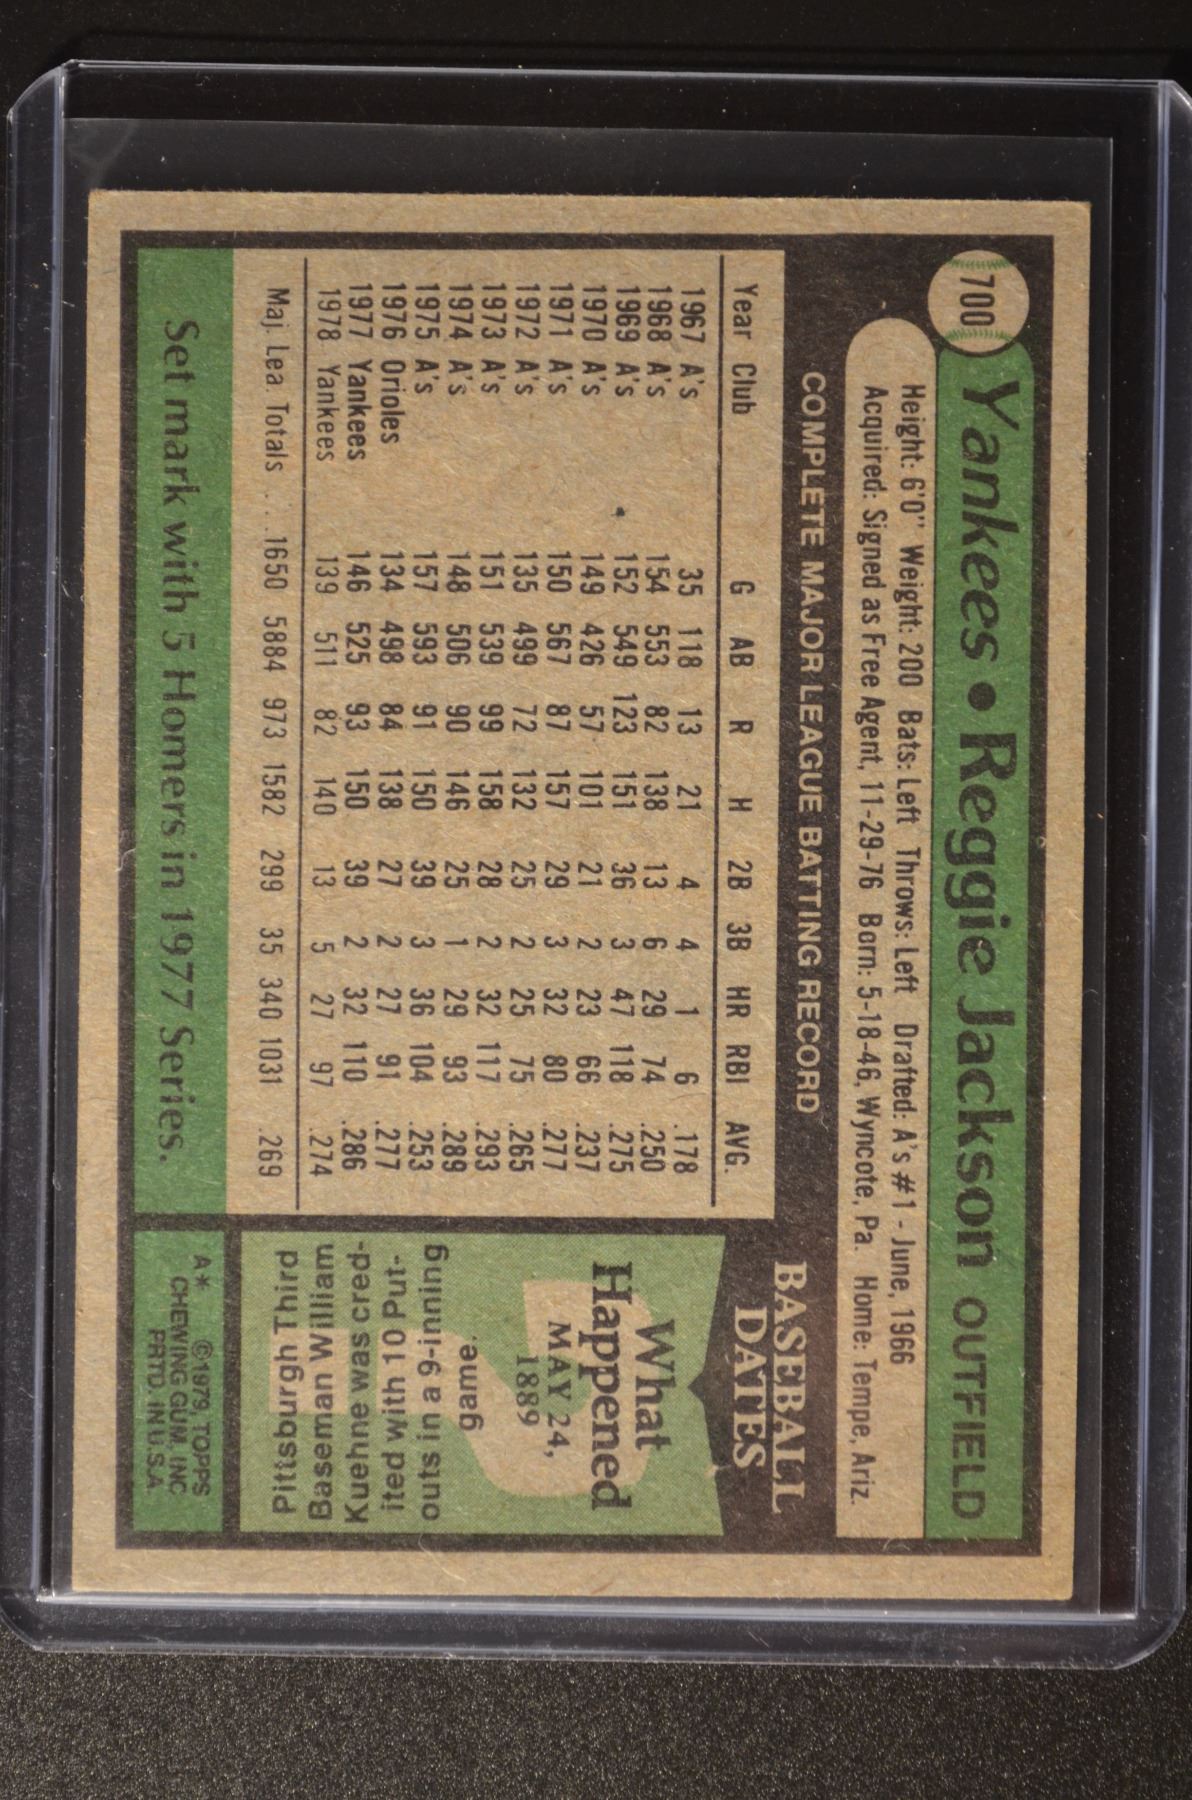 700
Yankees • Reggie Jackson OUTFIELD
Height: 6'0" Weight: 200 Bats: Left Throws: Left Drafted: A's #1 - June, 1966
Acquired: Signed as Free Agent, 11-29-76 Born: 5-18-46, Wyncote, Pa. Home: Tempe, Ariz.
COMPLETE MAJOR LEAGUE BATTING RECORD
Year Club G AB R H 2B 3B HR RBI AVG.
1967 A's 35 118 13 21 4 4 1 6 .178
1968 A's 154 553 82 138 13 6 29 74 .250
1969 A's 152 549 123 151 36 3 47 118 .275
1970 A's 149 426 57 101 21 2 23 66 .237
1971 A's 150 567 87 157 29 3 32 80 .277
1972 A's 135 499 72 132 25 2 25 75 .265
1973 A's 151 539 99 158 28 2 32 117 .293
1974 A's 148 506 90 146 25 1 29 93 .289
1975 A's 157 593 91 150 39 3 36 104 .253
1976 Orioles 134 498 84 138 27 2 27 91 .277
1977 Yankees 146 525 93 150 39 2 32 110 .286
1978 Yankees 139 511 82 140 13 5 27 97 .274
Maj. Lea. Totals . . . 1650 5884 973 1582 299 35 340 1031 .269
Set mark with 5 Homers in 1977 Series.
BASEBALL
DATES
What
Happened
MAY 24,
1889
Pittsburgh Third
Baseman William
Kuehne was cred-
ited with 10 Put-
outs in a 9-inning
game.
A* ©1979, TOPPS
CHEWING GUM, INC
PRTD. IN U.S.A.